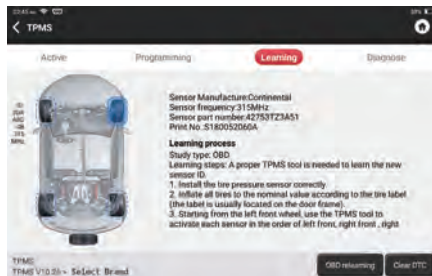 TPMS
Active
Programming
Learning
Diagnose
Sensor Manufacture:Continental
Sensor frequency:315MHz
Sensor part number:42753TZ3A51
Print No.:S180052060A
Learning process
Study type: OBD
Learning steps: A proper TPMS tool is needed to learn the new
sensor ID.
1. Install the tire pressure sensor correctly
2. Inflate all tires to the nominal value according to the tire label
(the label is usually located on the door frame).
3. Starting from the left front wheel, use the TPMS tool to
activate each sensor in the order of left front, right front , right
MHz
TPMS
Select Brand
OBD relearning
Clear DTC